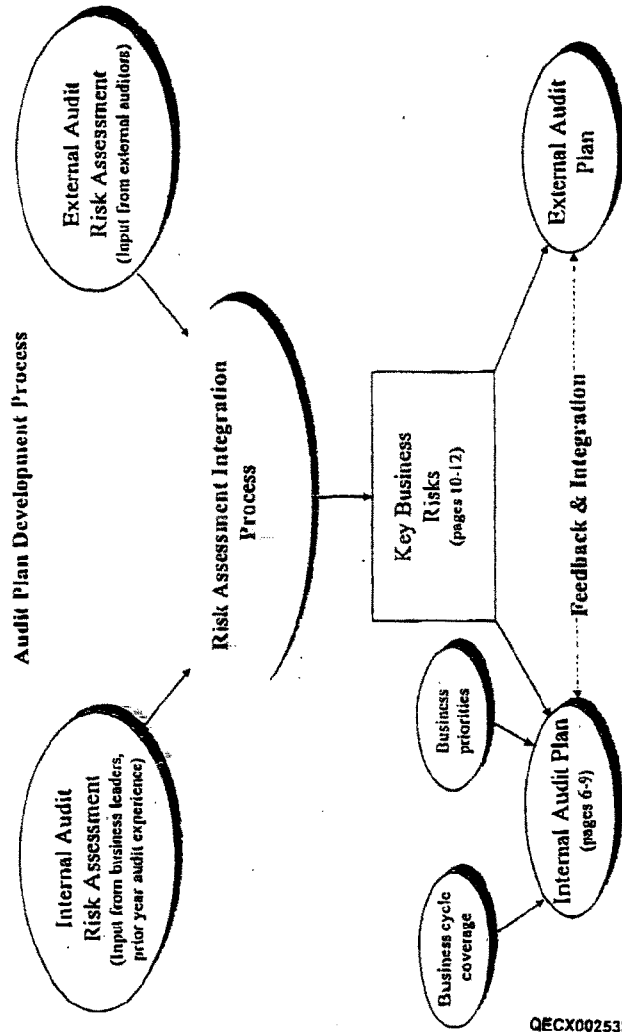 Audit Plan Development Process
Internal Audit
Risk Assessment
(Input from business leaders,
prior year audit experience)
External Audit
Risk Assessment
(Input from external auditors)
Risk Assessment Integration
Process
Key Business
Risks
(pages 10-12)
Business cycle
coverage
Business
priorities
Internal Audit Plan
(pages 6-9)
Feedback & Integration
External Audit
Plan
QECX00253